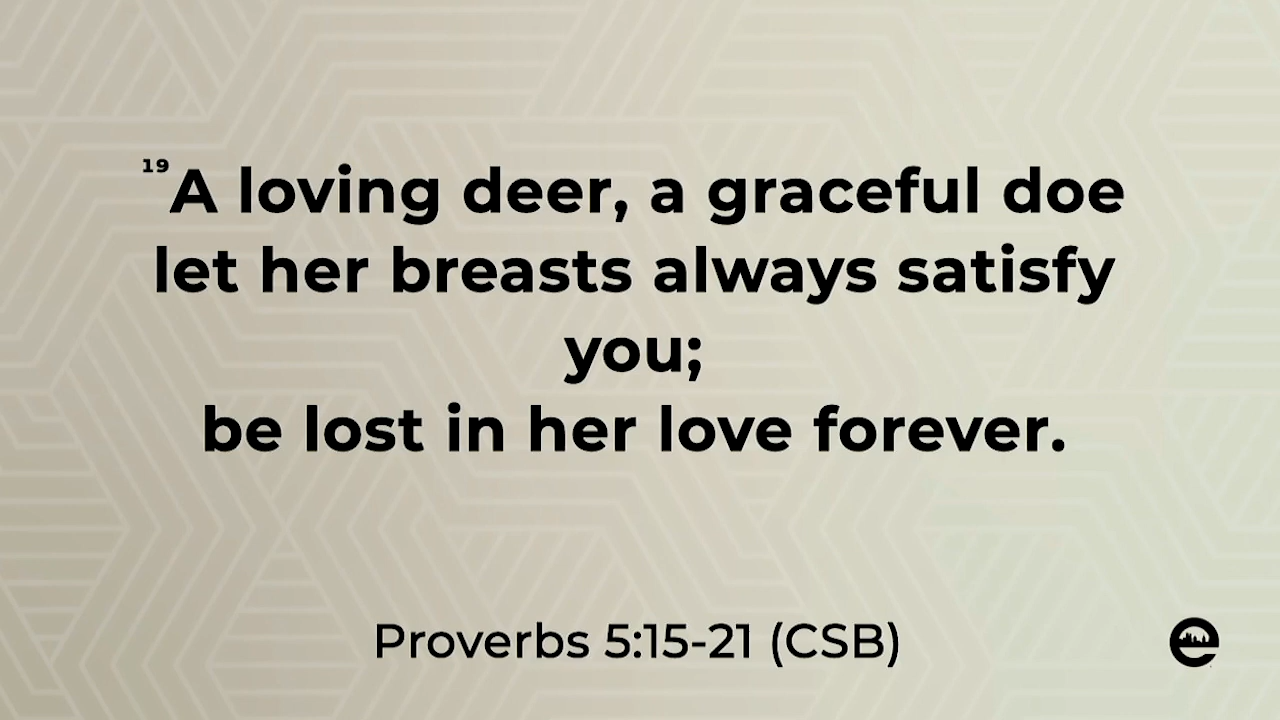 ¹⁹A loving deer, a graceful doe
let her breasts always satisfy
you;
be lost in her love forever.
Proverbs 5:15-21 (CSB)
e